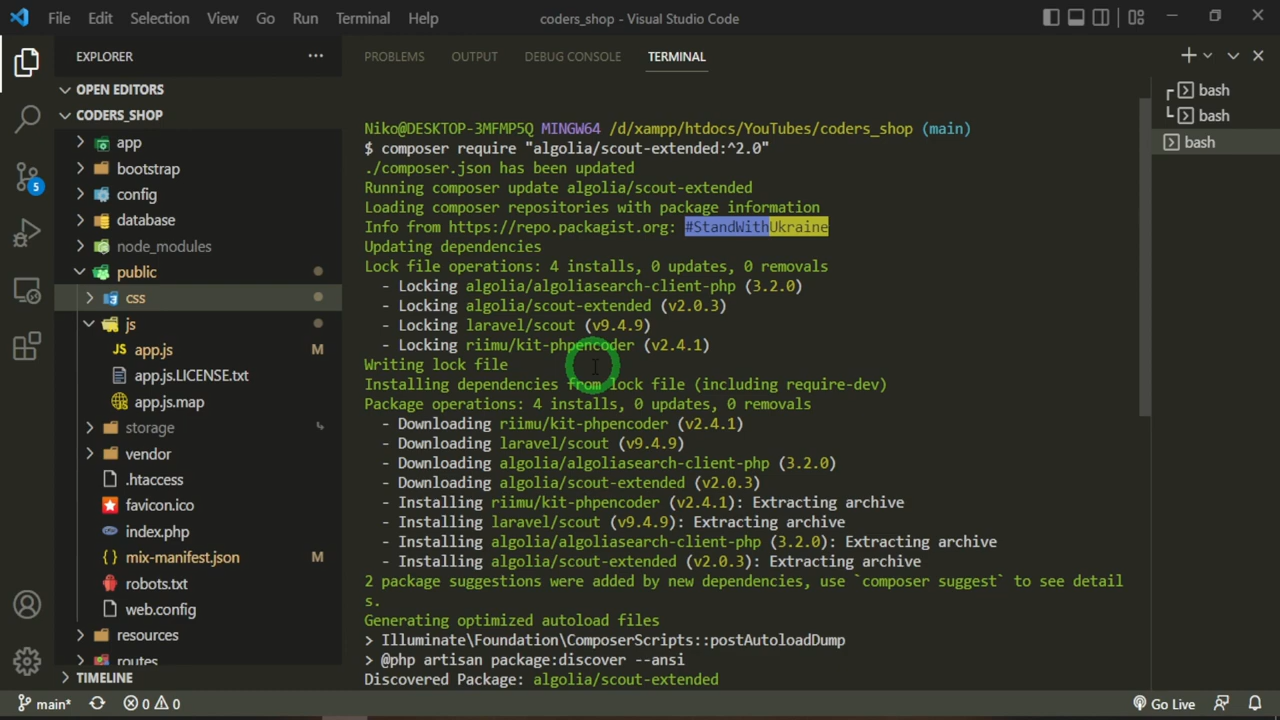 File Edit Selection View Go Run Terminal Help
coders_shop - Visual Studio Code
EXPLORER
OPEN EDITORS
CODERS_SHOP
app
bootstrap
config
database
node_modules
public
css
js
app.js M
app.js.LICENSE.txt
app.js.map
storage
vendor
.htaccess
favicon.ico
index.php
mix-manifest.json M
robots.txt
web.config
resources
routes
TIMELINE
5
PROBLEMS OUTPUT DEBUG CONSOLE TERMINAL
Niko@DESKTOP-3MFMP5Q MINGW64 /d/xampp/htdocs/YouTubes/coders_shop (main)
$ composer require "algolia/scout-extended:^2.0"
./composer.json has been updated
Running composer update algolia/scout-extended
Loading composer repositories with package information
Info from https://repo.packagist.org: #StandWithUkraine
Updating dependencies
Lock file operations: 4 installs, 0 updates, 0 removals
- Locking algolia/algoliasearch-client-php (3.2.0)
- Locking algolia/scout-extended (v2.0.3)
- Locking laravel/scout (v9.4.9)
- Locking riimu/kit-phpencoder (v2.4.1)
Writing lock file
Installing dependencies from lock file (including require-dev)
Package operations: 4 installs, 0 updates, 0 removals
- Downloading riimu/kit-phpencoder (v2.4.1)
- Downloading laravel/scout (v9.4.9)
- Downloading algolia/algoliasearch-client-php (3.2.0)
- Downloading algolia/scout-extended (v2.0.3)
- Installing riimu/kit-phpencoder (v2.4.1): Extracting archive
- Installing laravel/scout (v9.4.9): Extracting archive
- Installing algolia/algoliasearch-client-php (3.2.0): Extracting archive
- Installing algolia/scout-extended (v2.0.3): Extracting archive
2 package suggestions were added by new dependencies, use `composer suggest` to see detail
s.
Generating optimized autoload files
> Illuminate\Foundation\ComposerScripts::postAutoloadDump
> @php artisan package:discover --ansi
Discovered Package: algolia/scout-extended
bash
bash
bash
main* 0 0
Go Live